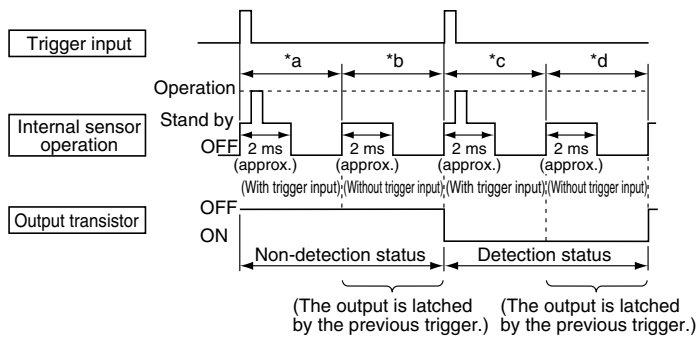 Trigger input
*a *b *c *d
Operation
Stand by
Internal sensor
operation
OFF
2 ms 2 ms 2 ms 2 ms
(approx.) (approx.) (approx.) (approx.)
(With trigger input) (Without trigger input) (With trigger input) (Without trigger input)
OFF
Output transistor
ON
Non-detection status Detection status
(The output is latched (The output is latched
by the previous trigger.) by the previous trigger.)